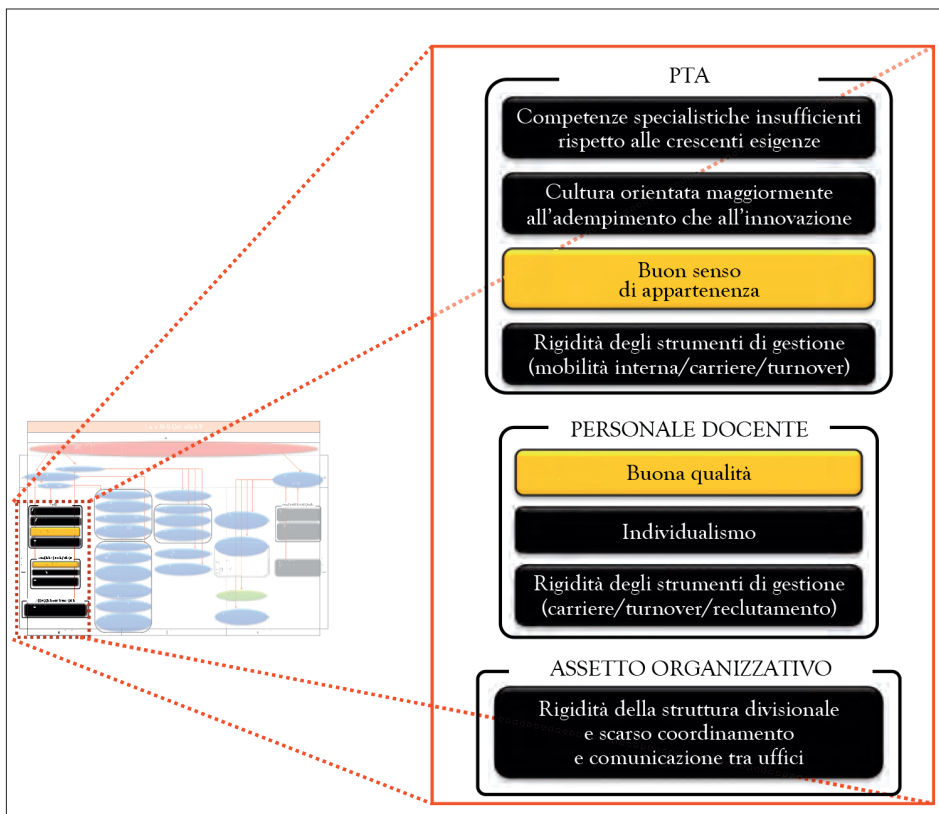 PTA
Competenze specialistiche insufficienti
rispetto alle crescenti esigenze
Cultura orientata maggiormente
all'adempimento che all'innovazione
Buon senso
di appartenenza
Rigidità degli strumenti di gestione
(mobilità interna/carriere/turnover)
PERSONALE DOCENTE
Buona qualità
Individualismo
Rigidità degli strumenti di gestione
(carriere/turnover/reclutamento)
ASSETTO ORGANIZZATIVO
Rigidità della struttura divisionale
e scarso coordinamento
e comunicazione tra uffici